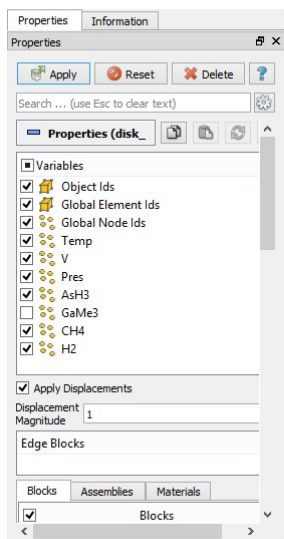 Properties Information
Properties
Apply Reset Delete ?
Search ... (use Esc to clear text)
Properties (disk_
Variables
Object Ids
Global Element Ids
Global Node Ids
Temp
V
Pres
AsH3
GaMe3
CH4
H2
Apply Displacements
Displacement
Magnitude 1
Edge Blocks
Blocks Assemblies Materials
Blocks